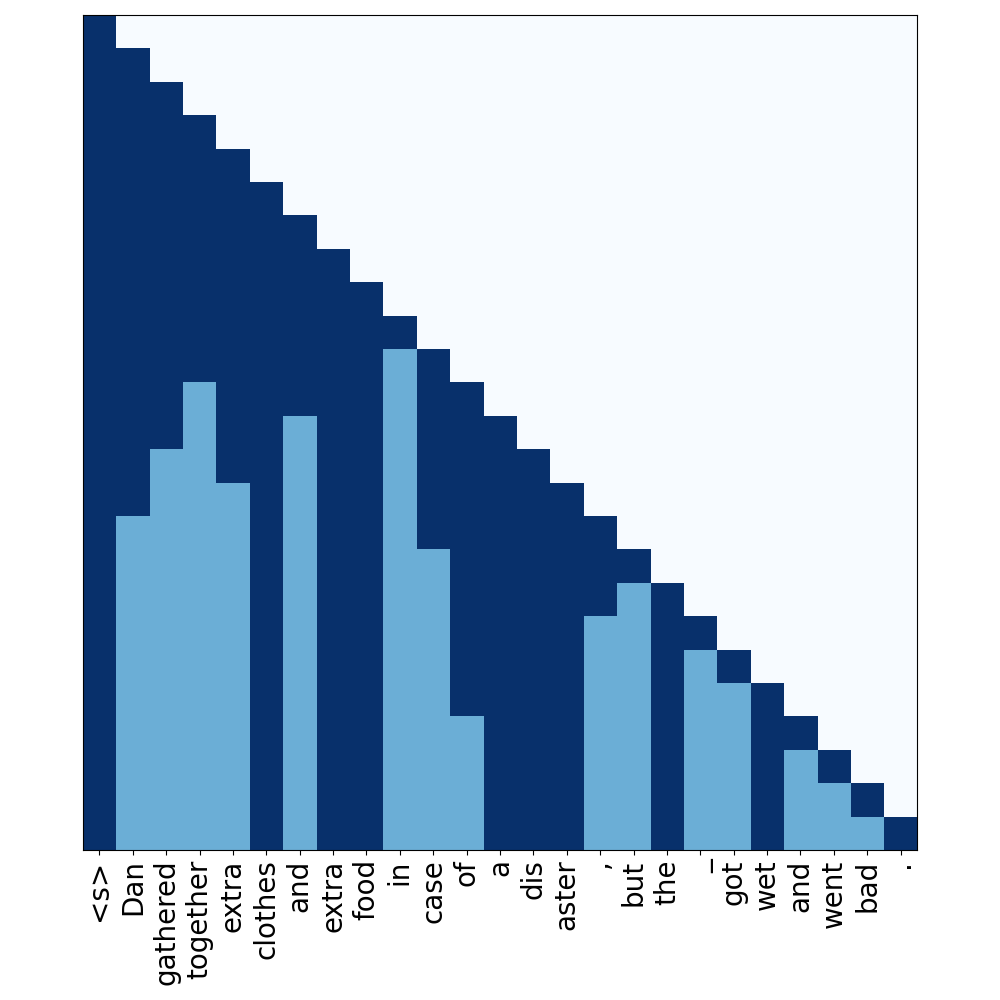 <s> Dan gathered together extra clothes and extra food in case of a dis aster , but the _ got wet and went bad .